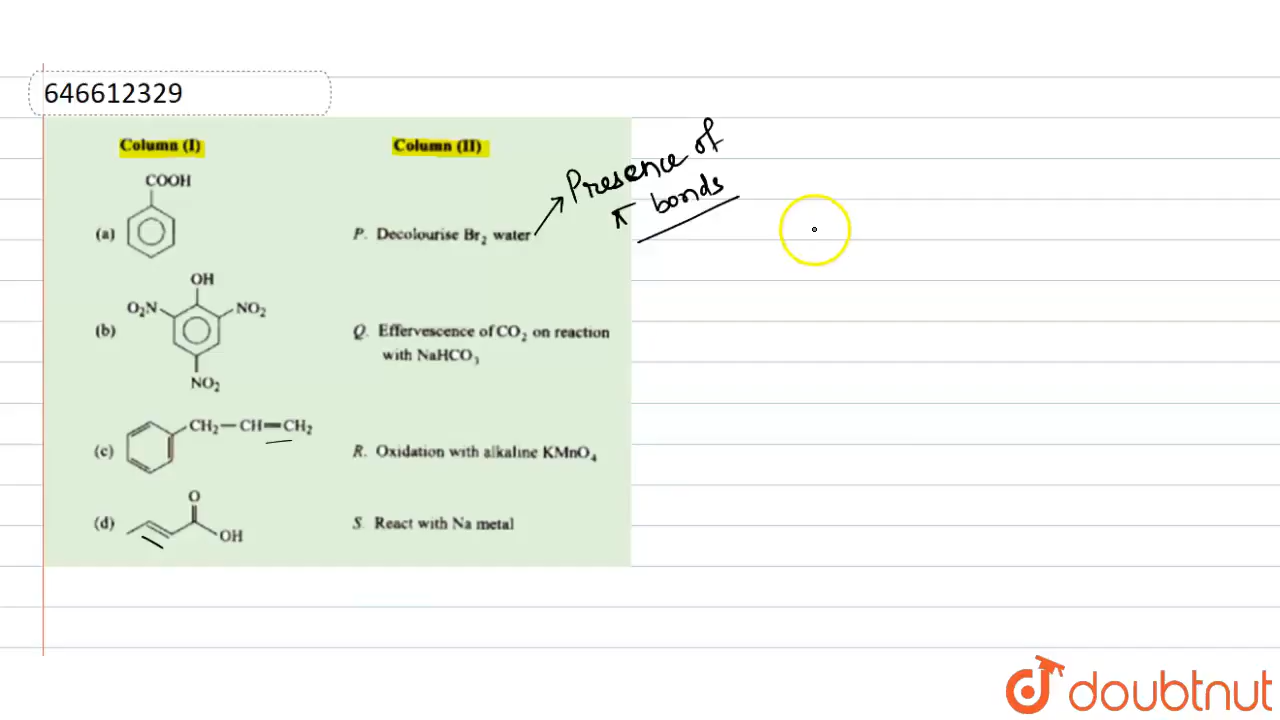 646612329
Column (I)
Column (II)
COOH
(a)
P. Decolourise Br₂ water
Presence of
π bonds
OH
O₂N
NO₂
(b)
NO₂
Q. Effervescence of CO₂ on reaction
with NaHCO₃
CH₂—CH=CH₂
(c)
R. Oxidation with alkaline KMnO₄
O
(d)
OH
S. React with Na metal
doubtnut